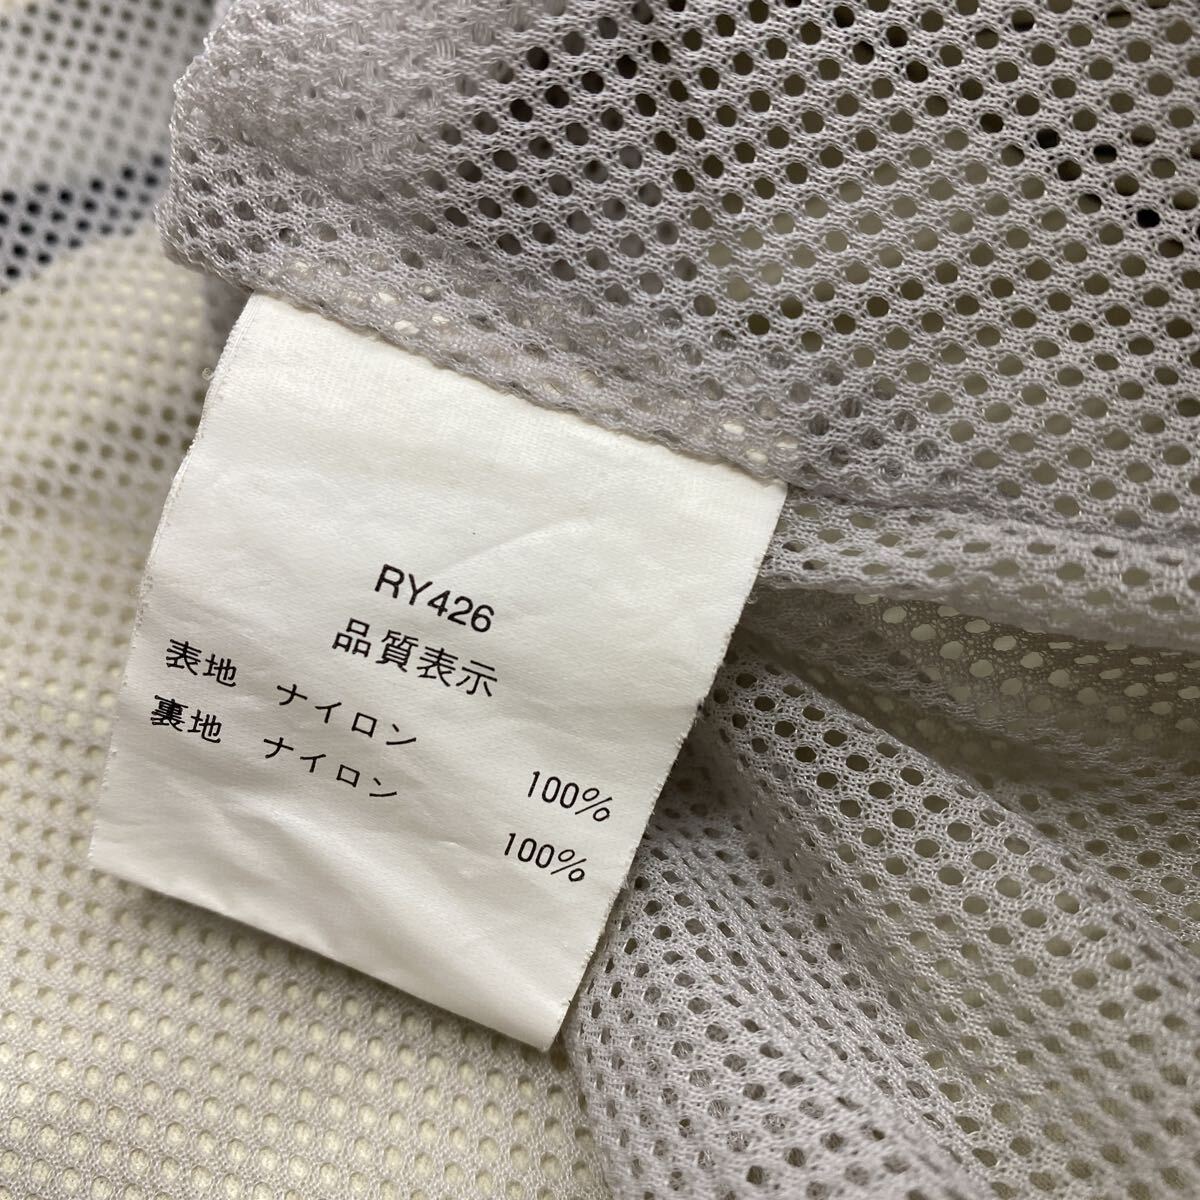 RY426
品質表示
表地 ナイロン 100%
裏地 ナイロン 100%